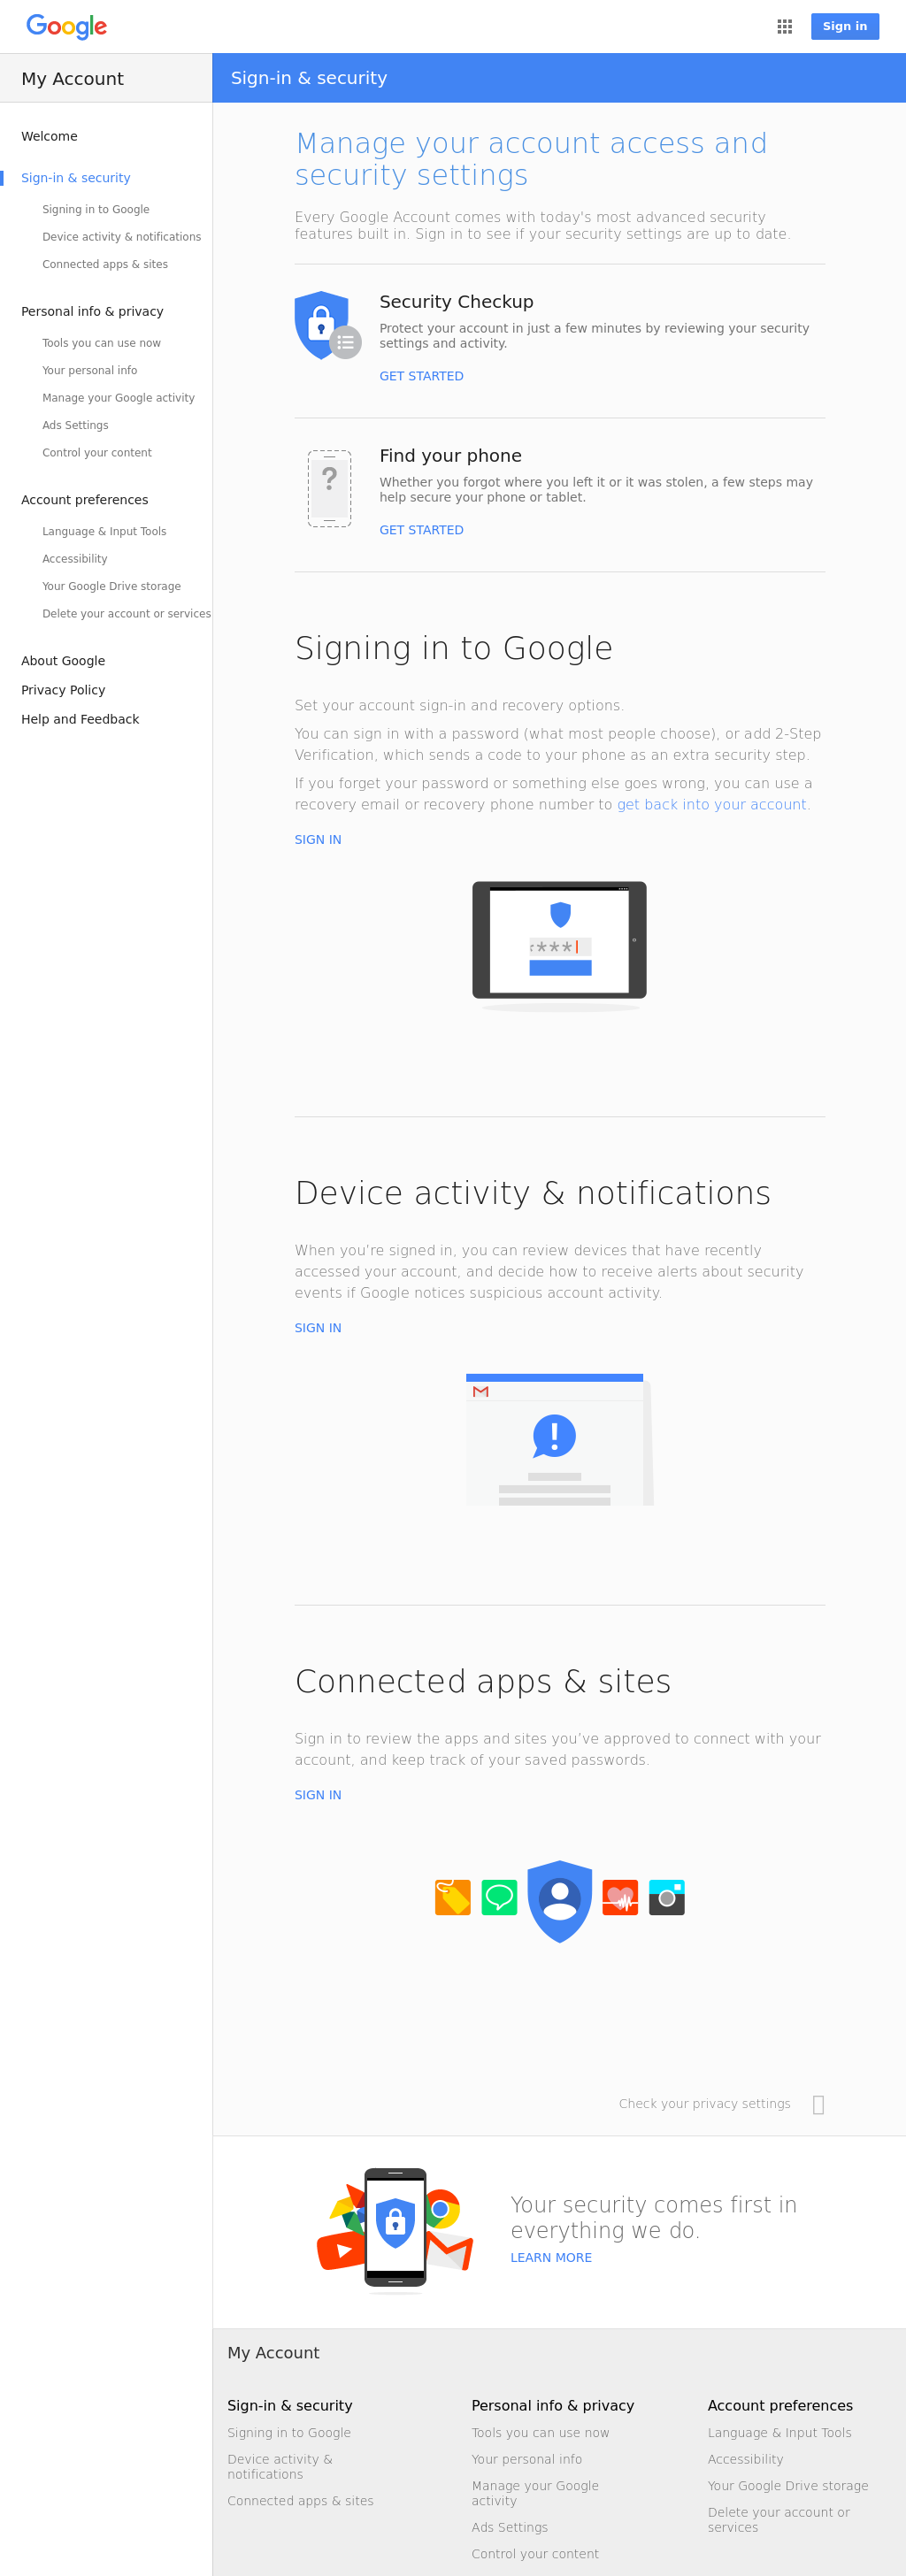 Google
Sign in
My Account
Sign-in & security
Welcome
Sign-in & security
Signing in to Google
Device activity & notifications
Connected apps & sites
Personal info & privacy
Tools you can use now
Your personal info
Manage your Google activity
Ads Settings
Control your content
Account preferences
Language & Input Tools
Accessibility
Your Google Drive storage
Delete your account or services
About Google
Privacy Policy
Help and Feedback
Manage your account access and
security settings
Every Google Account comes with today's most advanced security
features built in. Sign in to see if your security settings are up to date.
Security Checkup
Protect your account in just a few minutes by reviewing your security
settings and activity.
GET STARTED
?
Find your phone
Whether you forgot where you left it or it was stolen, a few steps may
help secure your phone or tablet.
GET STARTED
Signing in to Google
Set your account sign-in and recovery options.
You can sign in with a password (what most people choose), or add 2-Step
Verification, which sends a code to your phone as an extra security step.
If you forget your password or something else goes wrong, you can use a
recovery email or recovery phone number to get back into your account.
SIGN IN
****
Device activity & notifications
When you're signed in, you can review devices that have recently
accessed your account, and decide how to receive alerts about security
events if Google notices suspicious account activity.
SIGN IN
!
Connected apps & sites
Sign in to review the apps and sites you've approved to connect with your
account, and keep track of your saved passwords.
SIGN IN
Check your privacy settings
Your security comes first in
everything we do.
LEARN MORE
My Account
Sign-in & security
Signing in to Google
Device activity &
notifications
Connected apps & sites
Personal info & privacy
Tools you can use now
Your personal info
Manage your Google
activity
Ads Settings
Control your content
Account preferences
Language & Input Tools
Accessibility
Your Google Drive storage
Delete your account or
services